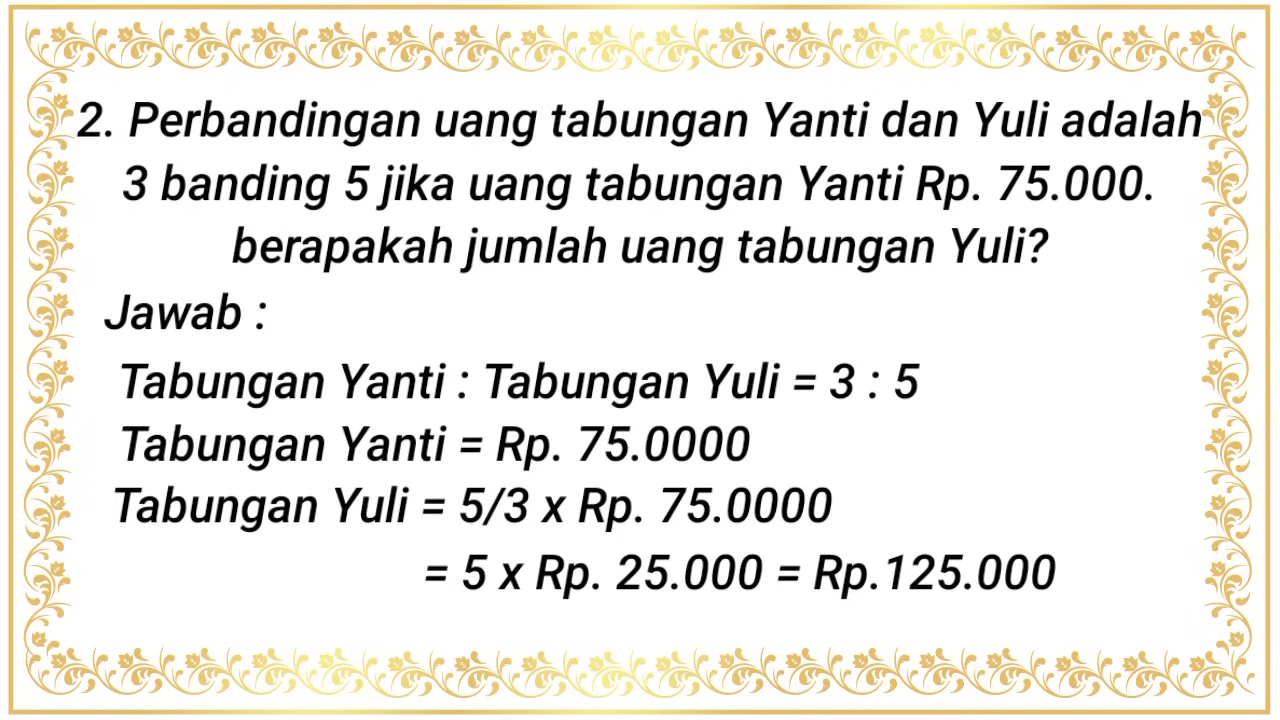 2. Perbandingan uang tabungan Yanti dan Yuli adalah
3 banding 5 jika uang tabungan Yanti Rp. 75.000.
berapakah jumlah uang tabungan Yuli?
Jawab :
Tabungan Yanti : Tabungan Yuli = 3 : 5
Tabungan Yanti = Rp. 75.0000
Tabungan Yuli = 5/3 x Rp. 75.0000
= 5 x Rp. 25.000 = Rp.125.000